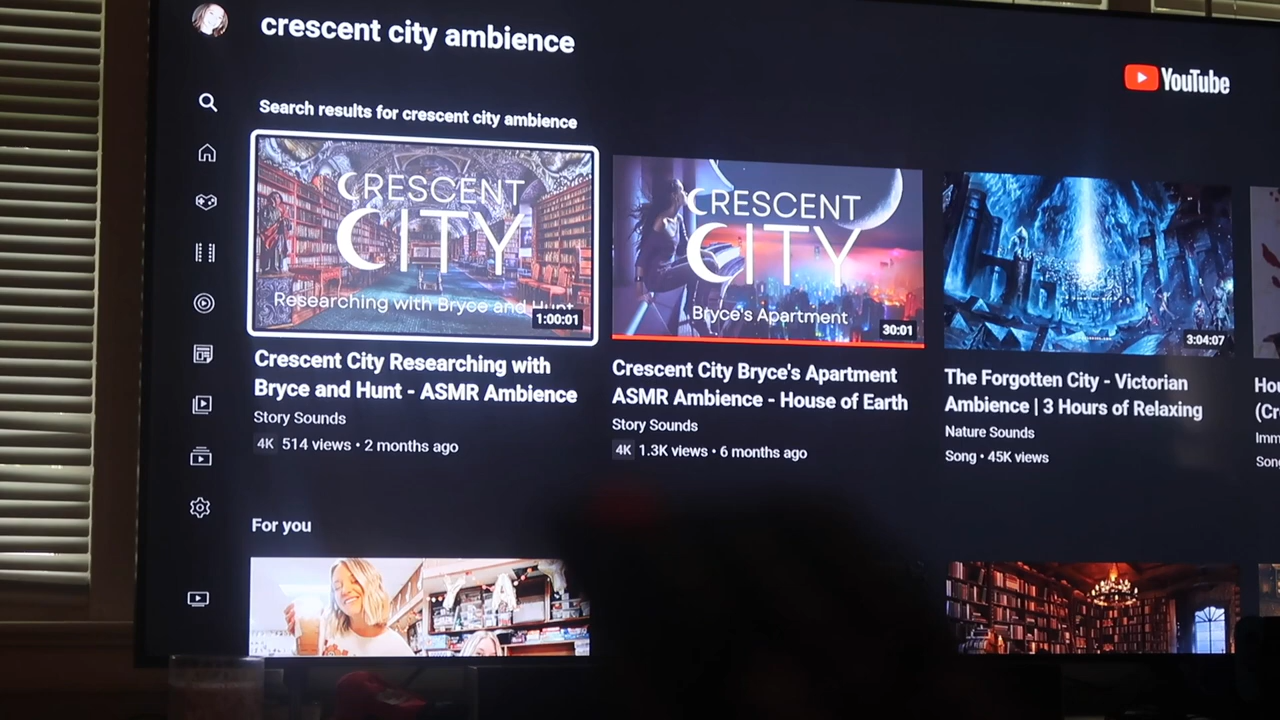 crescent city ambience
YouTube
Search results for crescent city ambience
CRESCENT
CITY
Researching with Bryce and Hunt
1:00:01
CRESCENT
CITY
Bryce's Apartment
30:01
3:04:07
Crescent City Researching with
Bryce and Hunt - ASMR Ambience
Story Sounds
4K 514 views • 2 months ago
Crescent City Bryce's Apartment
ASMR Ambience - House of Earth
Story Sounds
4K 1.3K views • 6 months ago
The Forgotten City - Victorian
Ambience | 3 Hours of Relaxing
Nature Sounds
Song • 45K views
For you